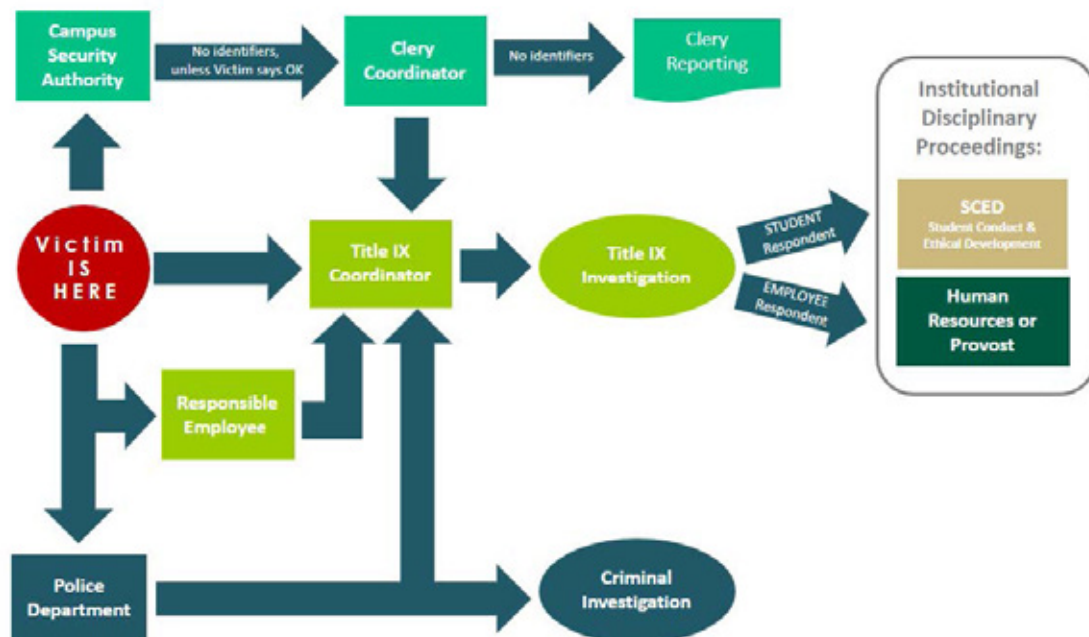 Campus
Security
Authority
No identifiers,
unless Victim says OK
Clery
Coordinator
No identifiers
Clery
Reporting
Institutional
Disciplinary
Proceedings:
SCED
Student Conduct &
Ethical Development
Human
Resources or
Provost
Victim
IS
HERE
Title IX
Coordinator
Title IX
Investigation
STUDENT
Respondent
EMPLOYEE
Respondent
Responsible
Employee
Police
Department
Criminal
Investigation